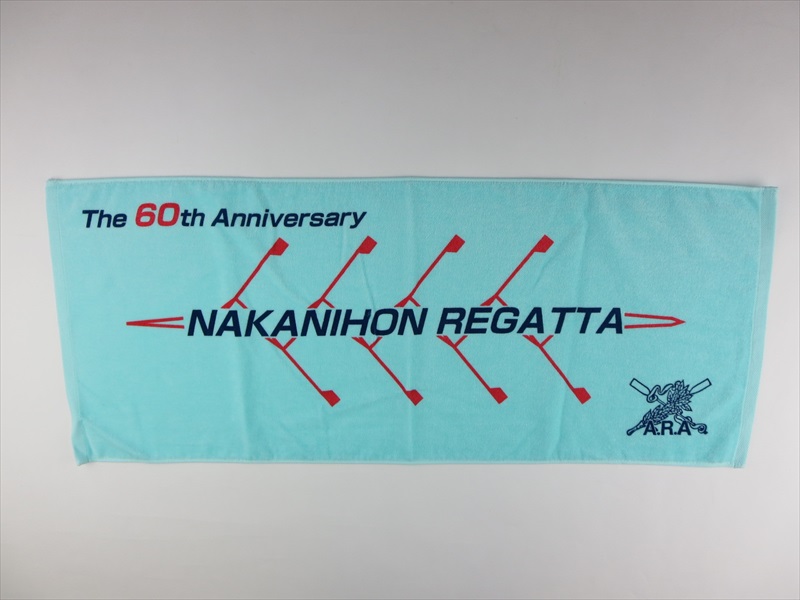 The 60th Anniversary
NAKANIHON REGATTA
A.R.A